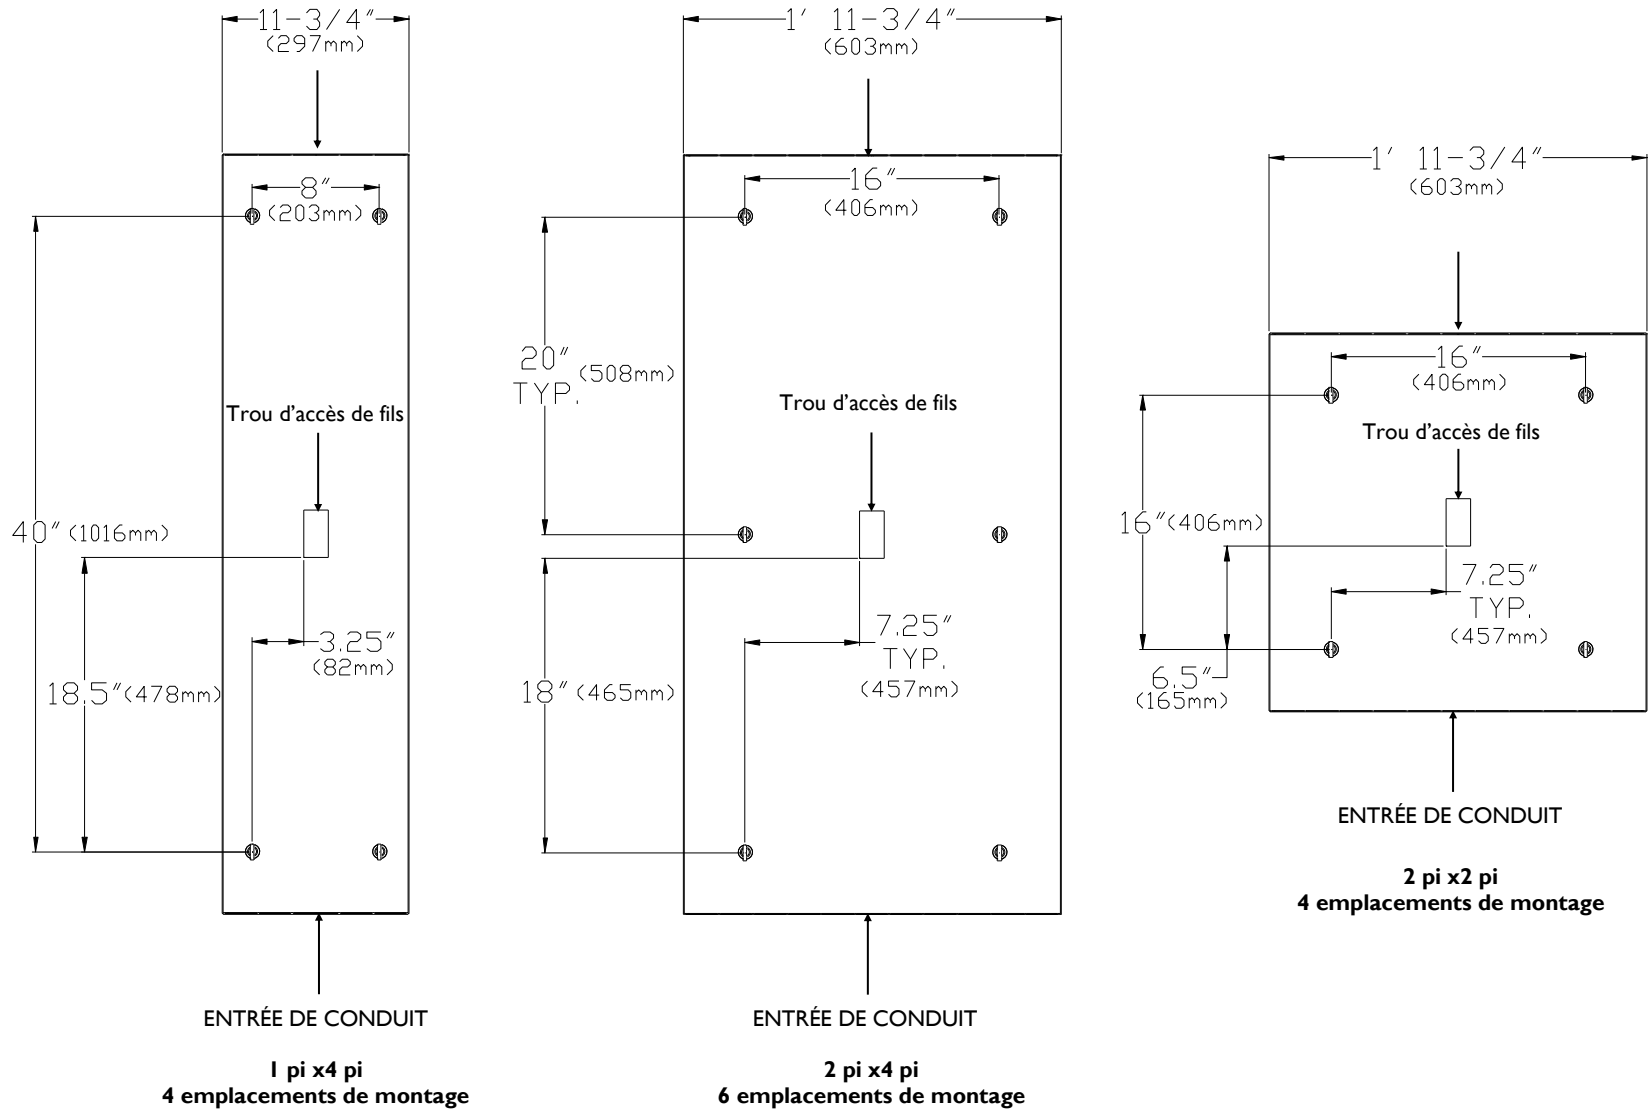 11-3/4"
(297mm)
8"
(203mm)
Trou d'accès de fils
40" (1016mm)
3.25"
(82mm)
18.5" (478mm)
ENTRÉE DE CONDUIT
1 pi x4 pi
4 emplacements de montage
1' 11-3/4"
(603mm)
16"
(406mm)
20" (508mm)
TYP.
Trou d'accès de fils
7.25"
TYP.
(457mm)
18" (465mm)
ENTRÉE DE CONDUIT
2 pi x4 pi
6 emplacements de montage
1' 11-3/4"
(603mm)
16"
(406mm)
Trou d'accès de fils
16" (406mm)
7.25"
TYP.
(457mm)
6.5"
(165mm)
ENTRÉE DE CONDUIT
2 pi x2 pi
4 emplacements de montage